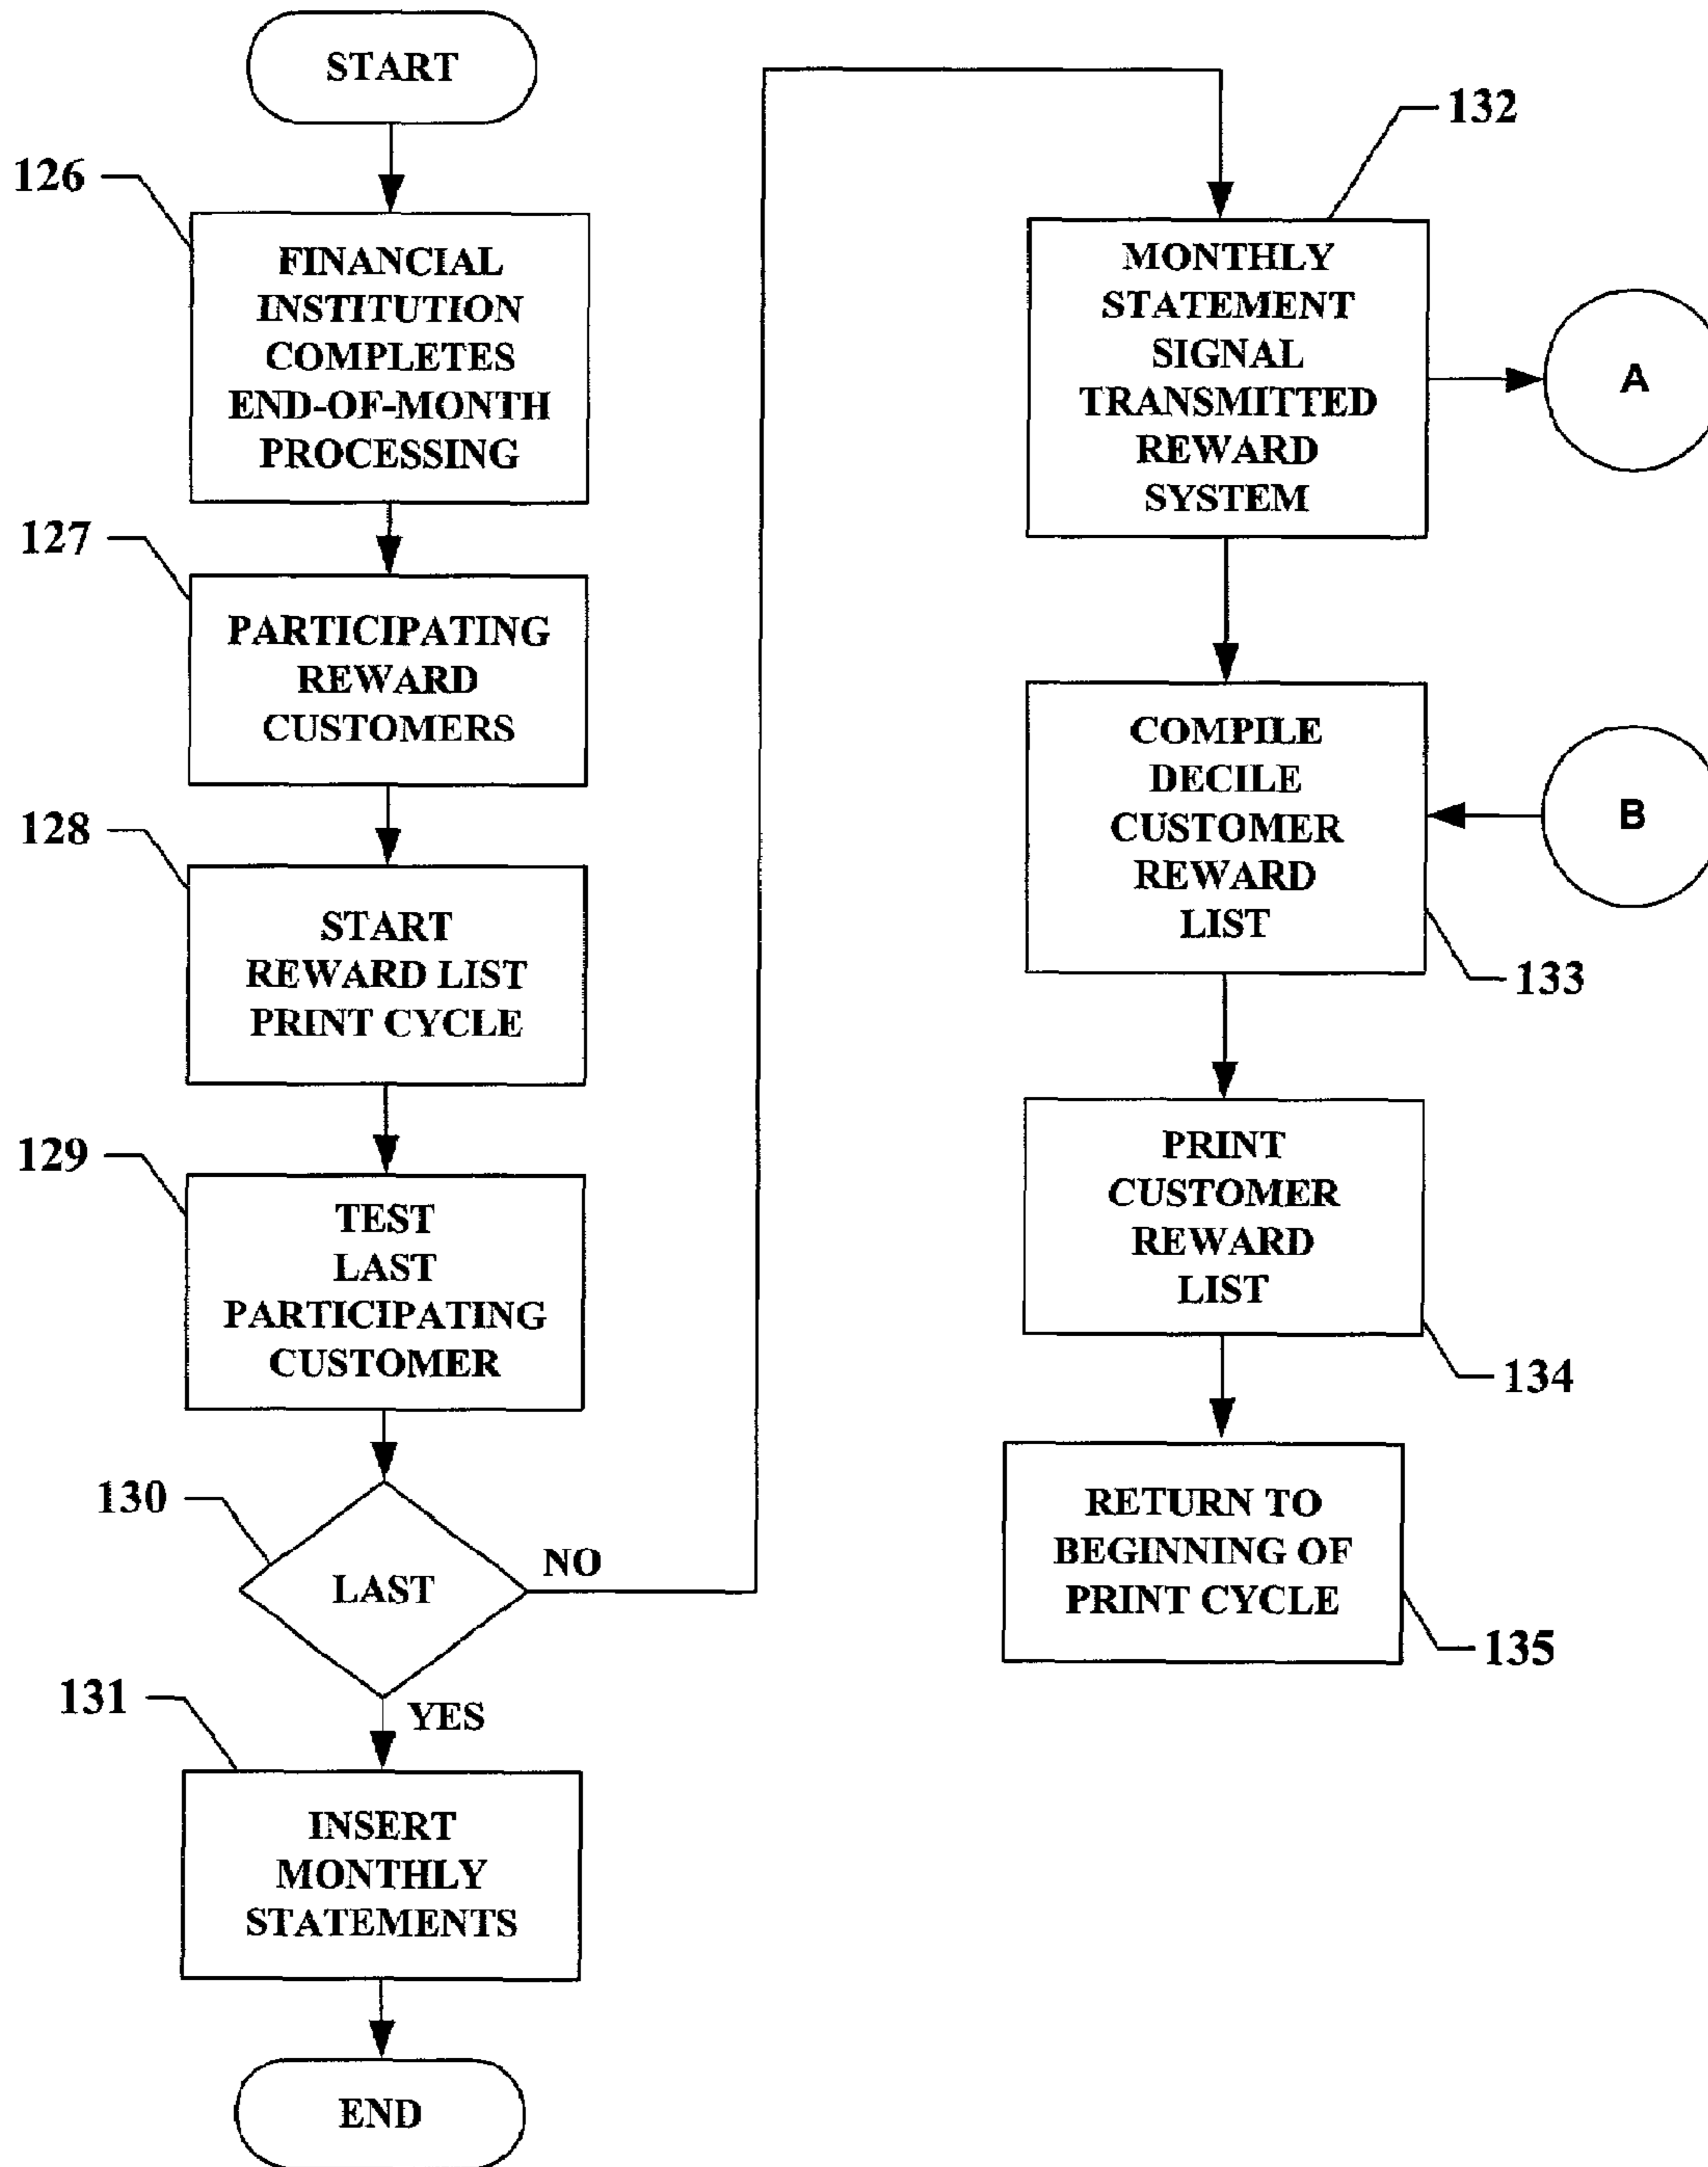 START
126
FINANCIAL
INSTITUTION
COMPLETES
END-OF-MONTH
PROCESSING
127
PARTICIPATING
REWARD
CUSTOMERS
128
START
REWARD LIST
PRINT CYCLE
129
TEST
LAST
PARTICIPATING
CUSTOMER
130
LAST
NO
YES
131
INSERT
MONTHLY
STATEMENTS
END
132
MONTHLY
STATEMENT
SIGNAL
TRANSMITTED
REWARD
SYSTEM
A
COMPILE
DECILE
CUSTOMER
REWARD
LIST
B
133
PRINT
CUSTOMER
REWARD
LIST
134
RETURN TO
BEGINNING OF
PRINT CYCLE
135